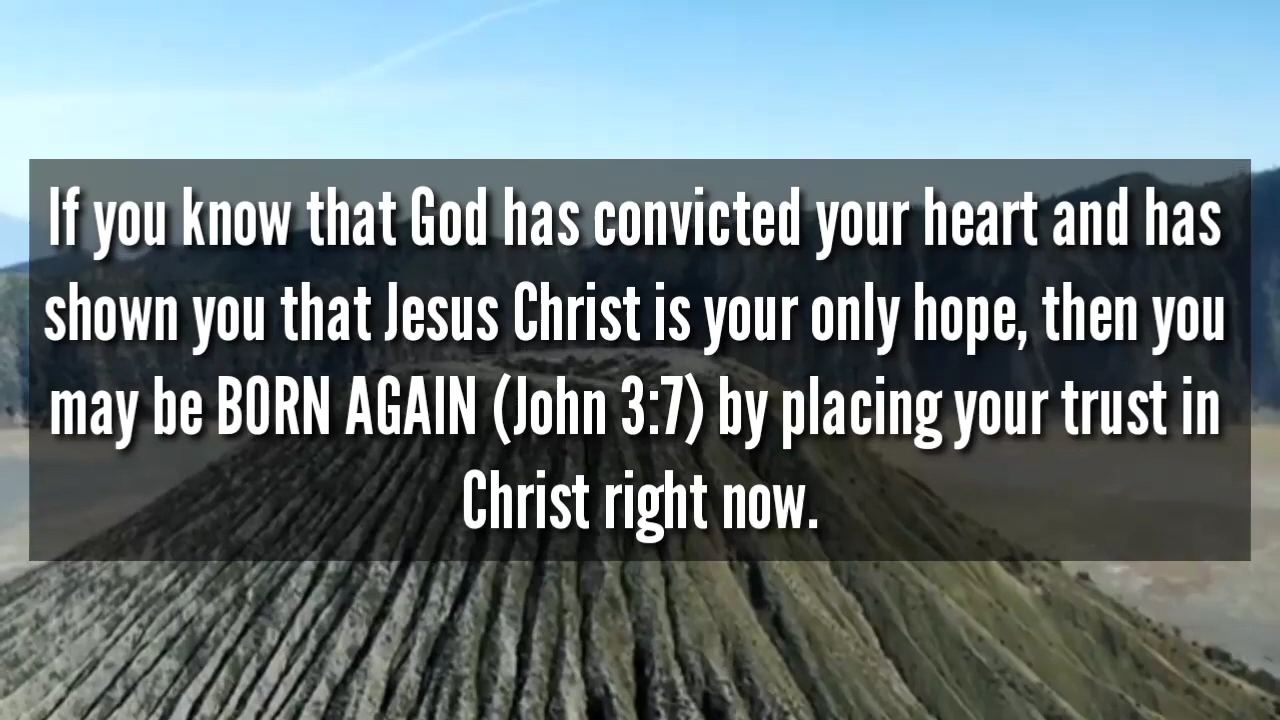 If you know that God has convicted your heart and has
shown you that Jesus Christ is your only hope, then you
may be BORN AGAIN (John 3:7) by placing your trust in
Christ right now.